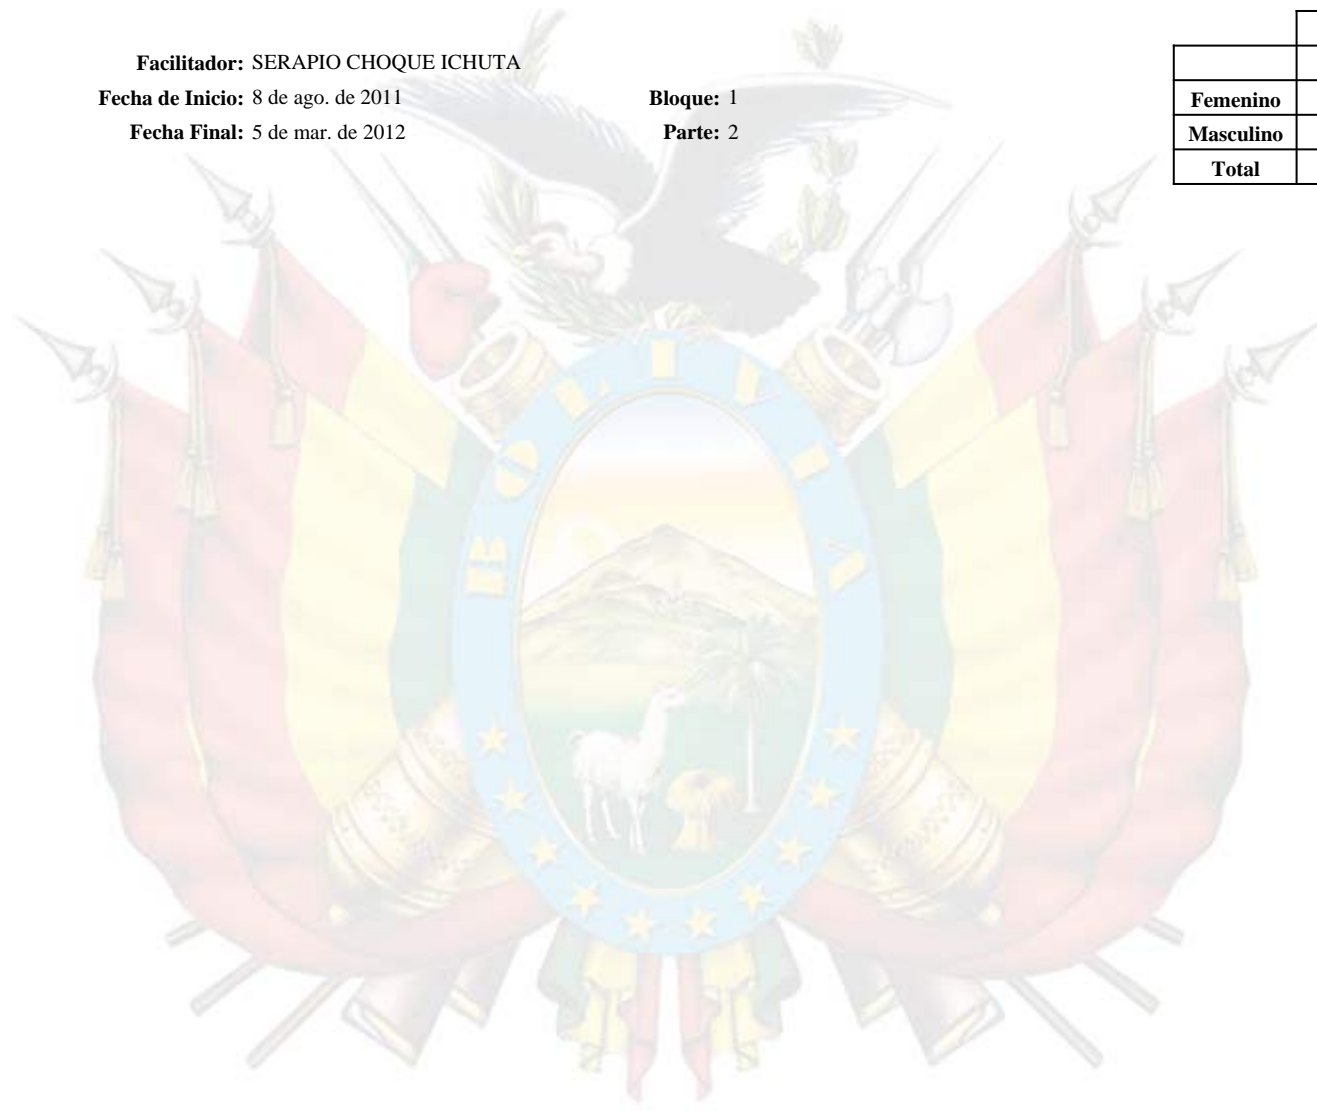 Facilitador: SERAPIO CHOQUE ICHUTA
Fecha de Inicio: 8 de ago. de 2011 Bloque: 1
Fecha Final: 5 de mar. de 2012 Parte: 2
Femenino
Masculino
Total
BOLIVIA